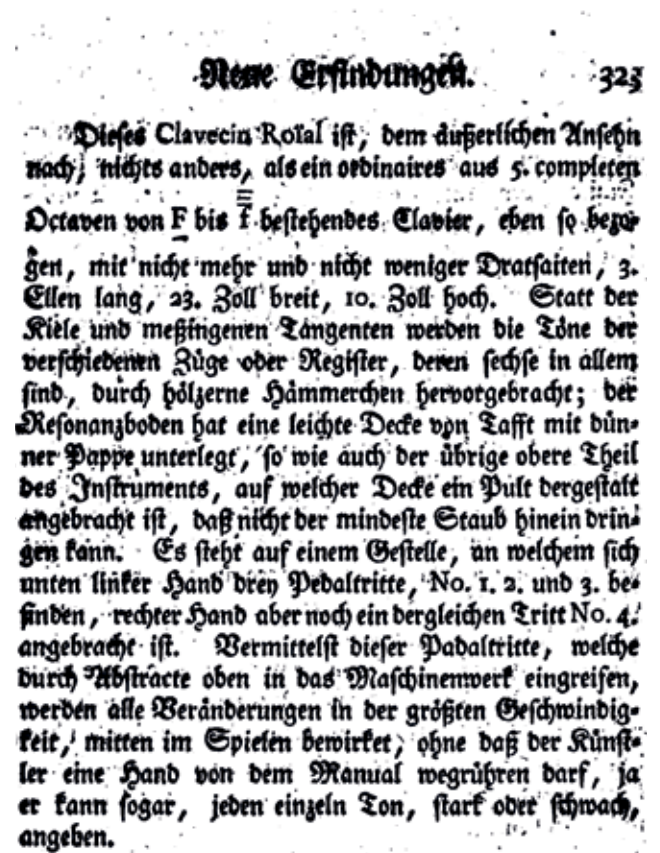 Neue Erfindungen. 323
Dieses Clavecin Roïal ist, dem äußerlichen Ansehn
nach, nichts anders, als ein ordinaires aus 5. completen
Octaven von F bis f bestehendes Clavier, eben so bezo-
gen, mit nicht mehr und nicht weniger Dratsaiten, 3.
Ellen lang, 23. Zoll breit, 10. Zoll hoch. Statt der
Kiele und meßingenen Tangenten werden die Töne der
verschiedenen Züge oder Register, deren sechse in allem
sind, durch hölzerne Hämmerchen hervorgebracht; der
Resonanzboden hat eine leichte Decke von Tafft mit dün-
ner Pappe unterlegt, so wie auch der übrige obere Theil
des Instruments, auf welcher Decke ein Pult dergestalt
angebracht ist, daß nicht der mindeste Staub hinein drin-
gen kann. Es steht auf einem Gestelle, an welchem sich
unten linker Hand drey Pedaltritte, No. 1. 2. und 3. be-
finden, rechter Hand aber noch ein dergleichen Tritt No. 4.
angebracht ist. Vermittelst dieser Padaltritte, welche
durch Abstracte oben in das Maschinenwerk eingreifen,
werden alle Veränderungen in der größten Geschwindig-
keit, mitten im Spielen bewirket, ohne daß der Künst-
ler eine Hand von dem Manual wegrühren darf, ja
er kann sogar, jeden einzeln Ton, stark oder schwach,
angeben.